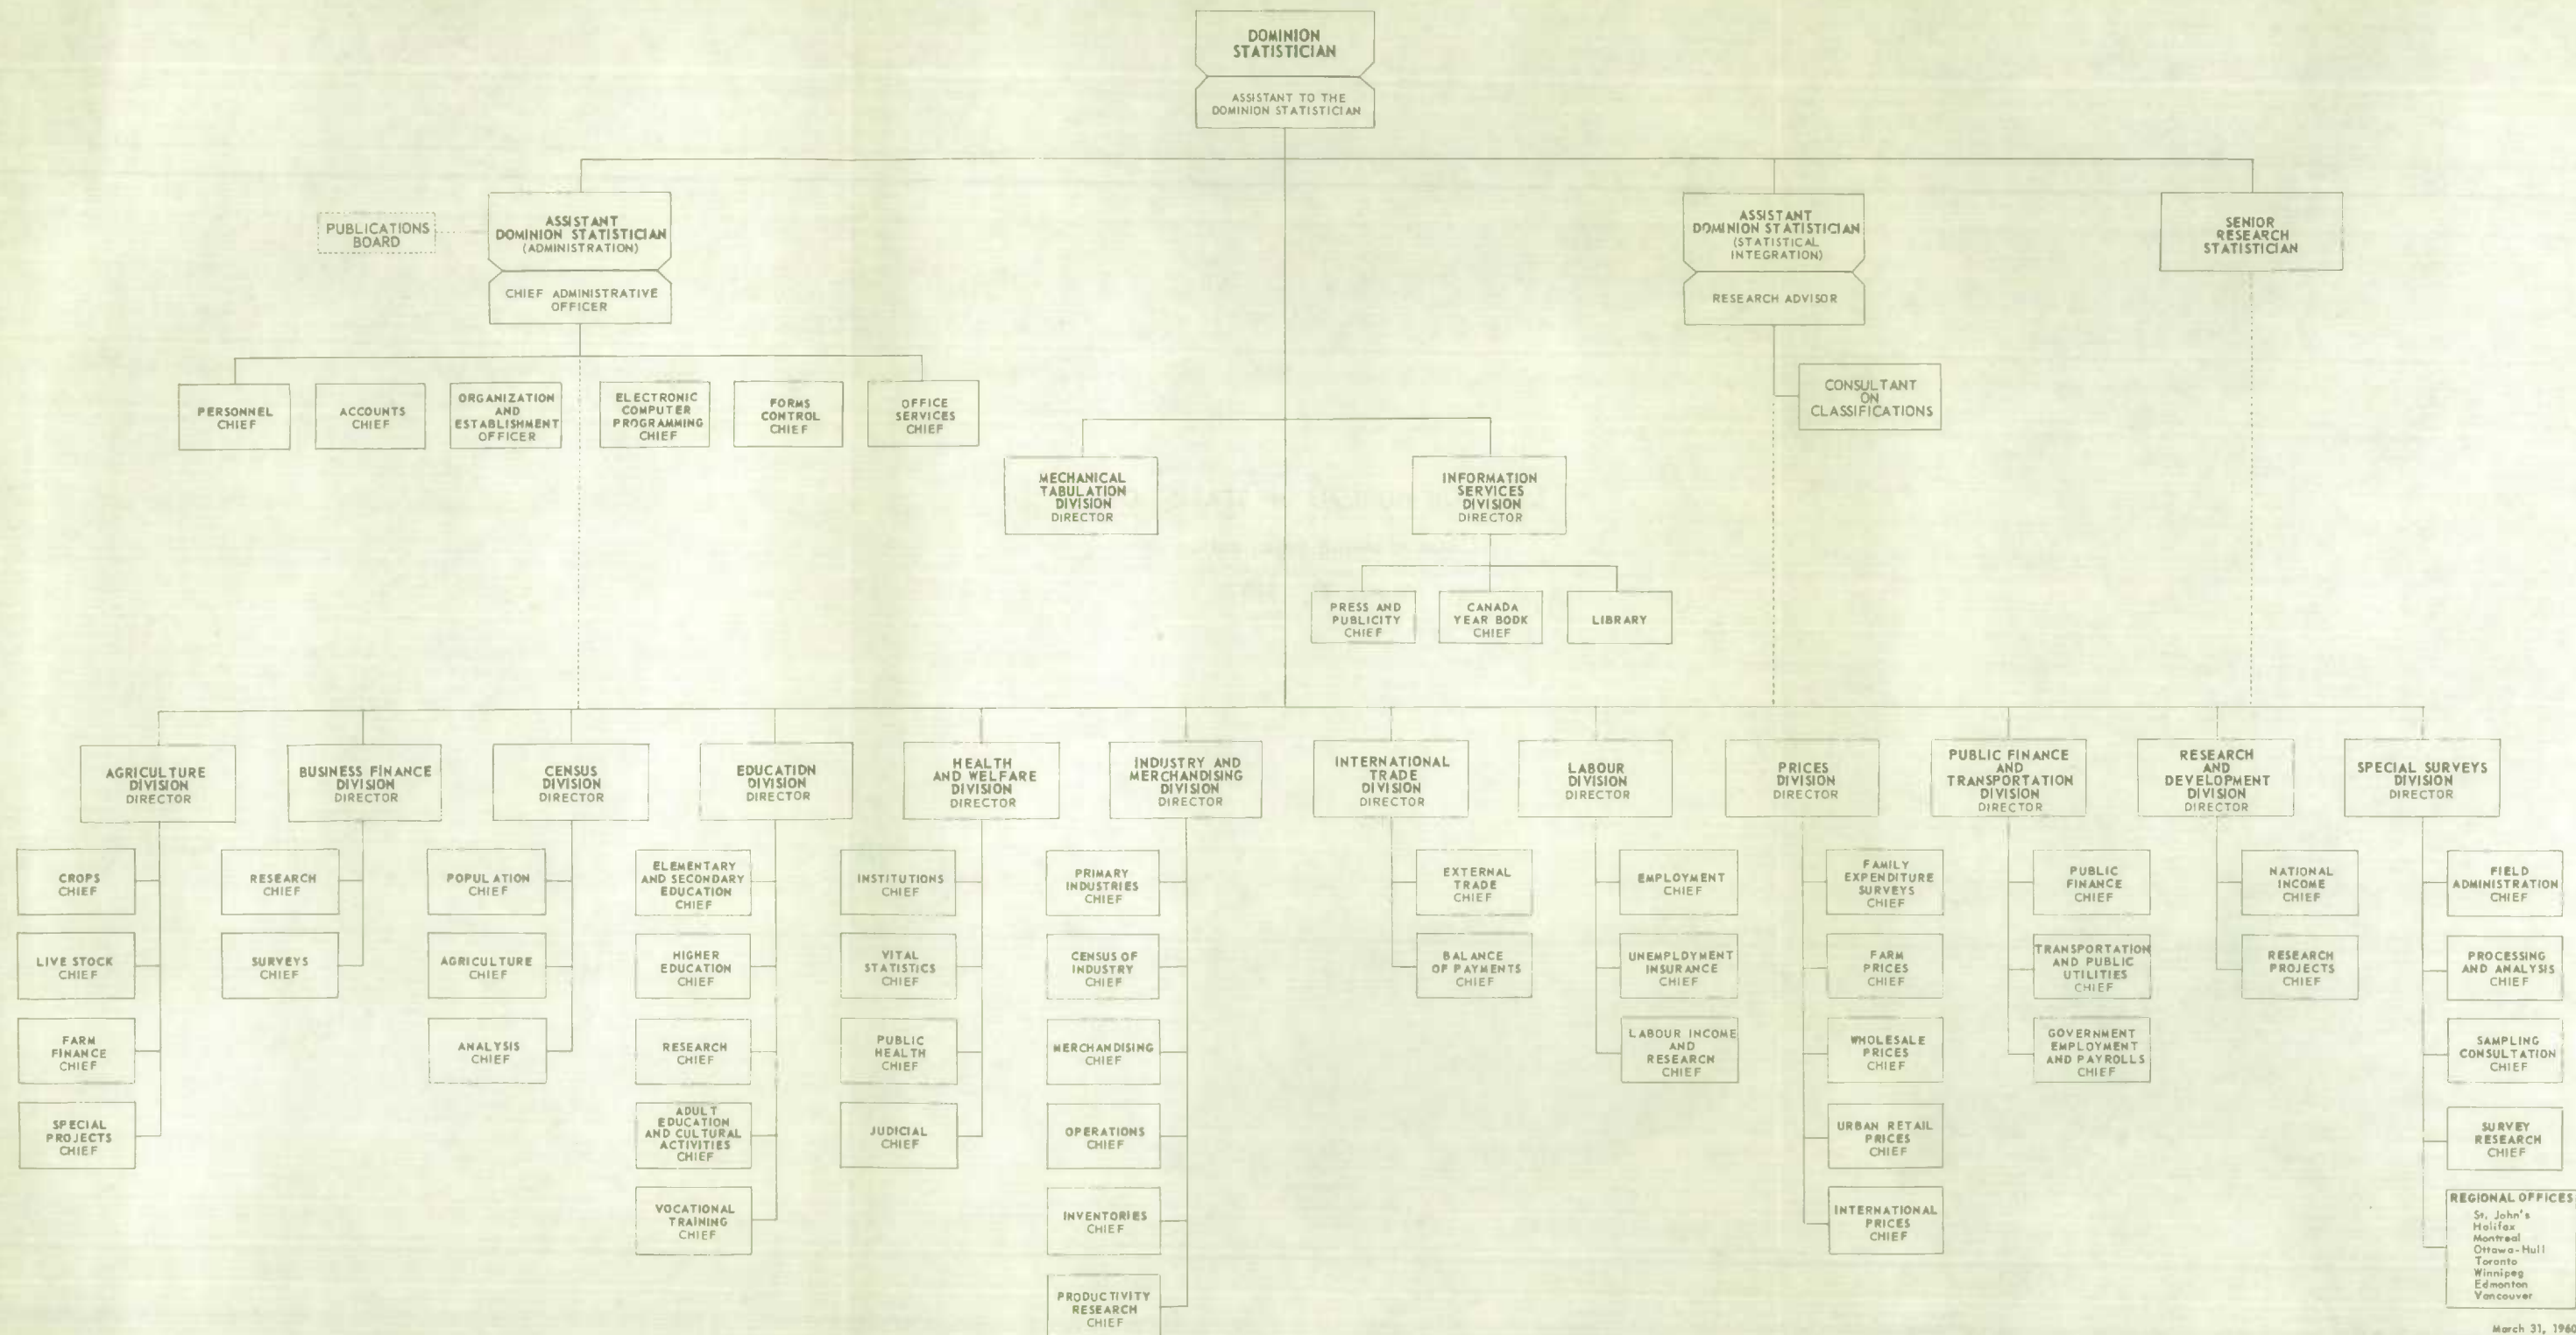 DOMINION
STATISTICIAN
ASSISTANT TO THE
DOMINION STATISTICIAN
PUBLICATIONS
BOARD
ASSISTANT
DOMINION STATISTICIAN
(ADMINISTRATION)
CHIEF ADMINISTRATIVE
OFFICER
ASSISTANT
DOMINION STATISTICIAN
(STATISTICAL
INTEGRATION)
RESEARCH ADVISOR
SENIOR
RESEARCH
STATISTICIAN
PERSONNEL
CHIEF
ACCOUNTS
CHIEF
ORGANIZATION
AND
ESTABLISHMENT
OFFICER
ELECTRONIC
COMPUTER
PROGRAMMING
CHIEF
FORMS
CONTROL
CHIEF
OFFICE
SERVICES
CHIEF
CONSULTANT
ON
CLASSIFICATIONS
MECHANICAL
TABULATION
DIVISION
DIRECTOR
INFORMATION
SERVICES
DIVISION
DIRECTOR
PRESS AND
PUBLICITY
CHIEF
CANADA
YEAR BOOK
CHIEF
LIBRARY
AGRICULTURE
DIVISION
DIRECTOR
BUSINESS FINANCE
DIVISION
DIRECTOR
CENSUS
DIVISION
DIRECTOR
EDUCATION
DIVISION
DIRECTOR
HEALTH
AND WELFARE
DIVISION
DIRECTOR
INDUSTRY AND
MERCHANDISING
DIVISION
DIRECTOR
INTERNATIONAL
TRADE
DIVISION
DIRECTOR
LABOUR
DIVISION
DIRECTOR
PRICES
DIVISION
DIRECTOR
PUBLIC FINANCE
AND
TRANSPORTATION
DIVISION
DIRECTOR
RESEARCH
AND
DEVELOPMENT
DIVISION
DIRECTOR
SPECIAL SURVEYS
DIVISION
DIRECTOR
CROPS
CHIEF
LIVE STOCK
CHIEF
FARM
FINANCE
CHIEF
SPECIAL
PROJECTS
CHIEF
RESEARCH
CHIEF
SURVEYS
CHIEF
POPULATION
CHIEF
AGRICULTURE
CHIEF
ANALYSIS
CHIEF
ELEMENTARY
AND SECONDARY
EDUCATION
CHIEF
HIGHER
EDUCATION
CHIEF
RESEARCH
CHIEF
ADULT
EDUCATION
AND CULTURAL
ACTIVITIES
CHIEF
VOCATIONAL
TRAINING
CHIEF
INSTITUTIONS
CHIEF
VITAL
STATISTICS
CHIEF
PUBLIC
HEALTH
CHIEF
JUDICIAL
CHIEF
PRIMARY
INDUSTRIES
CHIEF
CENSUS OF
INDUSTRY
CHIEF
MERCHANDISING
CHIEF
OPERATIONS
CHIEF
INVENTORIES
CHIEF
PRODUCTIVITY
RESEARCH
CHIEF
EXTERNAL
TRADE
CHIEF
BALANCE
OF PAYMENTS
CHIEF
EMPLOYMENT
CHIEF
UNEMPLOYMENT
INSURANCE
CHIEF
LABOUR INCOME
AND
RESEARCH
CHIEF
FAMILY
EXPENDITURE
SURVEYS
CHIEF
FARM
PRICES
CHIEF
WHOLESALE
PRICES
CHIEF
URBAN RETAIL
PRICES
CHIEF
INTERNATIONAL
PRICES
CHIEF
PUBLIC
FINANCE
CHIEF
TRANSPORTATION
AND PUBLIC
UTILITIES
CHIEF
GOVERNMENT
EMPLOYMENT
AND PAYROLLS
CHIEF
NATIONAL
INCOME
CHIEF
RESEARCH
PROJECTS
CHIEF
FIELD
ADMINISTRATION
CHIEF
PROCESSING
AND ANALYSIS
CHIEF
SAMPLING
CONSULTATION
CHIEF
SURVEY
RESEARCH
CHIEF
REGIONAL OFFICES
St. John's
Halifax
Montreal
Ottawa-Hull
Toronto
Winnipeg
Edmonton
Vancouver
March 31, 1960